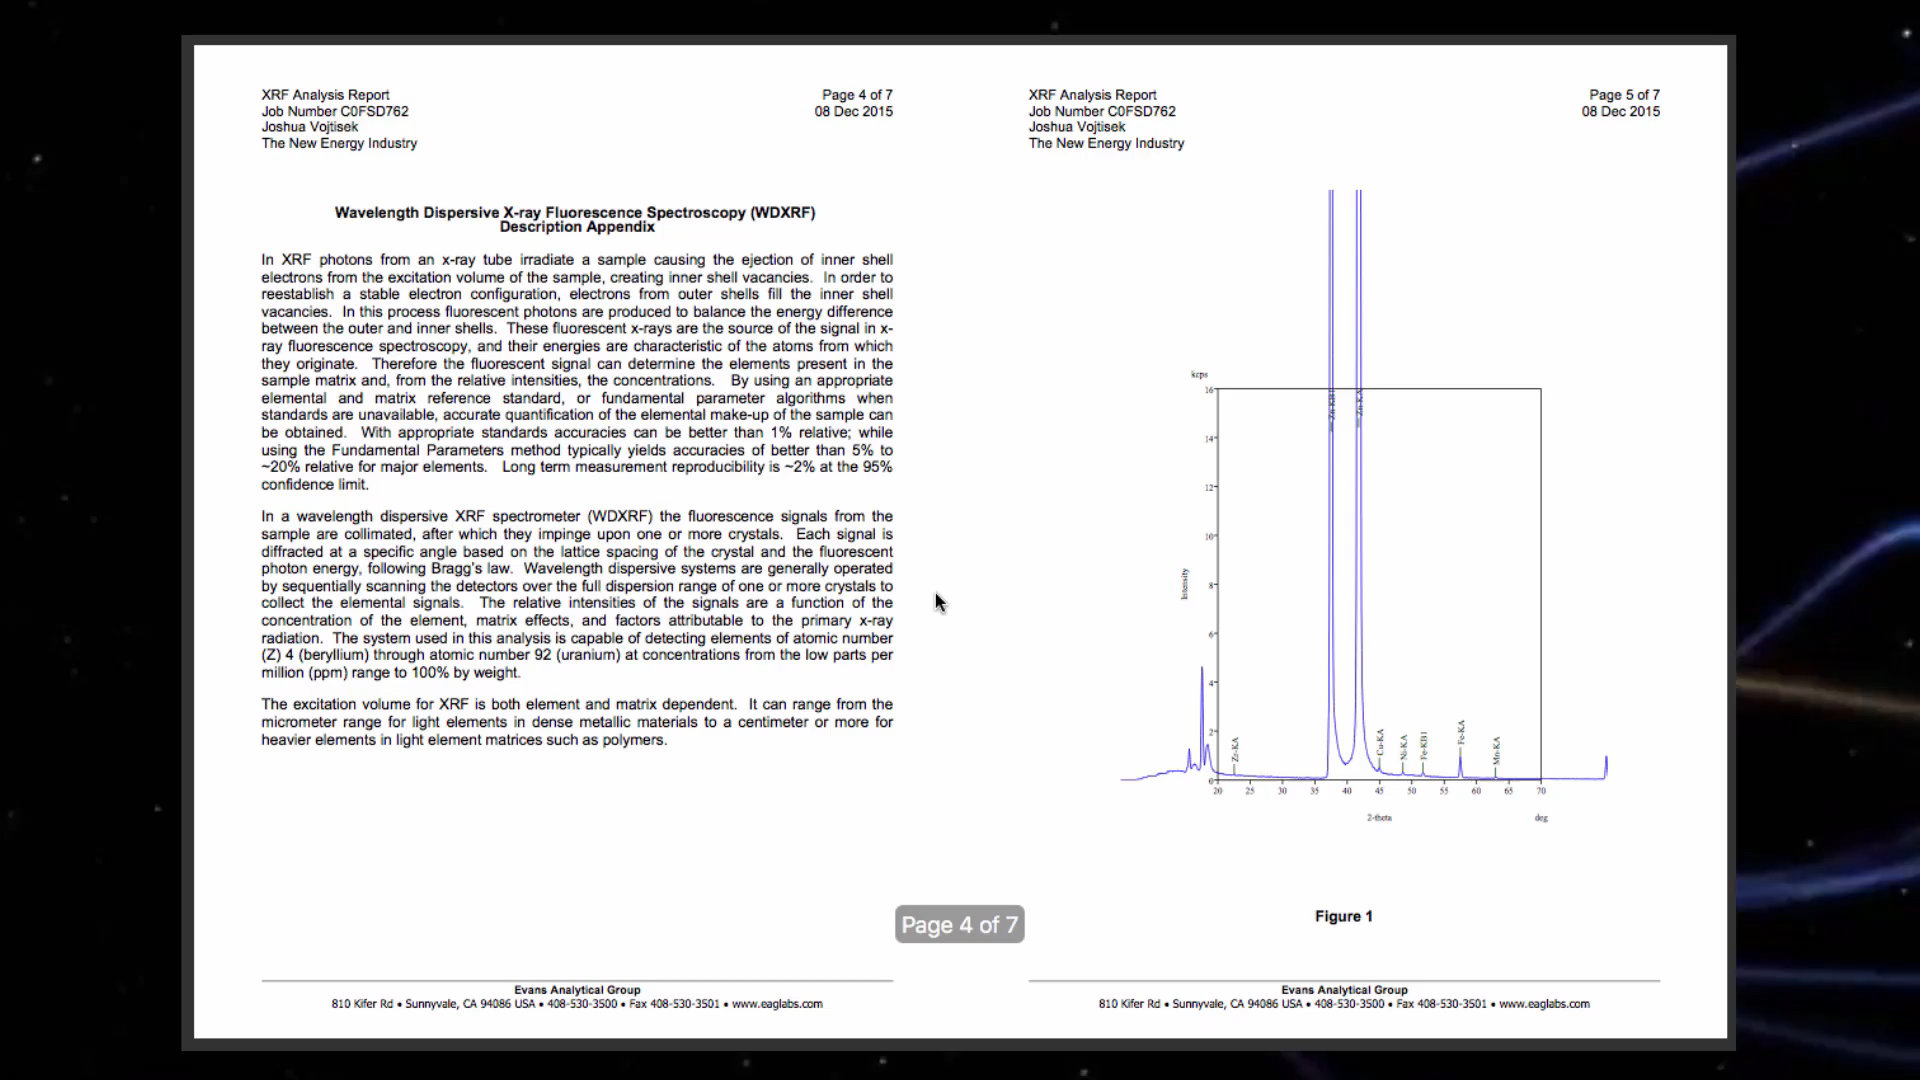 XRF Analysis Report
Page 4 of 7
Job Number C0FSD762
08 Dec 2015
Joshua Vojtisek
The New Energy Industry
Wavelength Dispersive X-ray Fluorescence Spectroscopy (WDXRF)
Description Appendix
In XRF photons from an x-ray tube irradiate a sample causing the ejection of inner shell
electrons from the excitation volume of the sample, creating inner shell vacancies. In order to
reestablish a stable electron configuration, electrons from outer shells fill the inner shell
vacancies. In this process fluorescent photons are produced to balance the energy difference
between the outer and inner shells. These fluorescent x-rays are the source of the signal in x-
ray fluorescence spectroscopy, and their energies are characteristic of the atoms from which
they originate. Therefore the fluorescent signal can determine the elements present in the
sample matrix and, from the relative intensities, the concentrations. By using an appropriate
elemental and matrix reference standard, or fundamental parameter algorithms when
standards are unavailable, accurate quantification of the elemental make-up of the sample can
be obtained. With appropriate standards accuracies can be better than 1% relative; while
using the Fundamental Parameters method typically yields accuracies of better than 5% to
~20% relative for major elements. Long term measurement reproducibility is ~2% at the 95%
confidence limit.
In a wavelength dispersive XRF spectrometer (WDXRF) the fluorescence signals from the
sample are collimated, after which they impinge upon one or more crystals. Each signal is
diffracted at a specific angle based on the lattice spacing of the crystal and the fluorescent
photon energy, following Bragg's law. Wavelength dispersive systems are generally operated
by sequentially scanning the detectors over the full dispersion range of one or more crystals to
collect the elemental signals. The relative intensities of the signals are a function of the
concentration of the element, matrix effects, and factors attributable to the primary x-ray
radiation. The system used in this analysis is capable of detecting elements of atomic number
(Z) 4 (beryllium) through atomic number 92 (uranium) at concentrations from the low parts per
million (ppm) range to 100% by weight.
The excitation volume for XRF is both element and matrix dependent. It can range from the
micrometer range for light elements in dense metallic materials to a centimeter or more for
heavier elements in light element matrices such as polymers.
Evans Analytical Group
810 Kifer Rd • Sunnyvale, CA 94086 USA • 408-530-3500 • Fax 408-530-3501 • www.eaglabs.com
XRF Analysis Report
Page 5 of 7
Job Number C0FSD762
08 Dec 2015
Joshua Vojtisek
The New Energy Industry
kcps
16
14
12
10
8
6
4
2
0
Intensity
Zn-KB1
Zn-KA
Zr-KA
Cu-KA
Ni-KA
Fe-KB1
Fe-KA
Mn-KA
20 25 30 35 40 45 50 55 60 65 70
2-theta
deg
Figure 1
Evans Analytical Group
810 Kifer Rd • Sunnyvale, CA 94086 USA • 408-530-3500 • Fax 408-530-3501 • www.eaglabs.com
Page 4 of 7